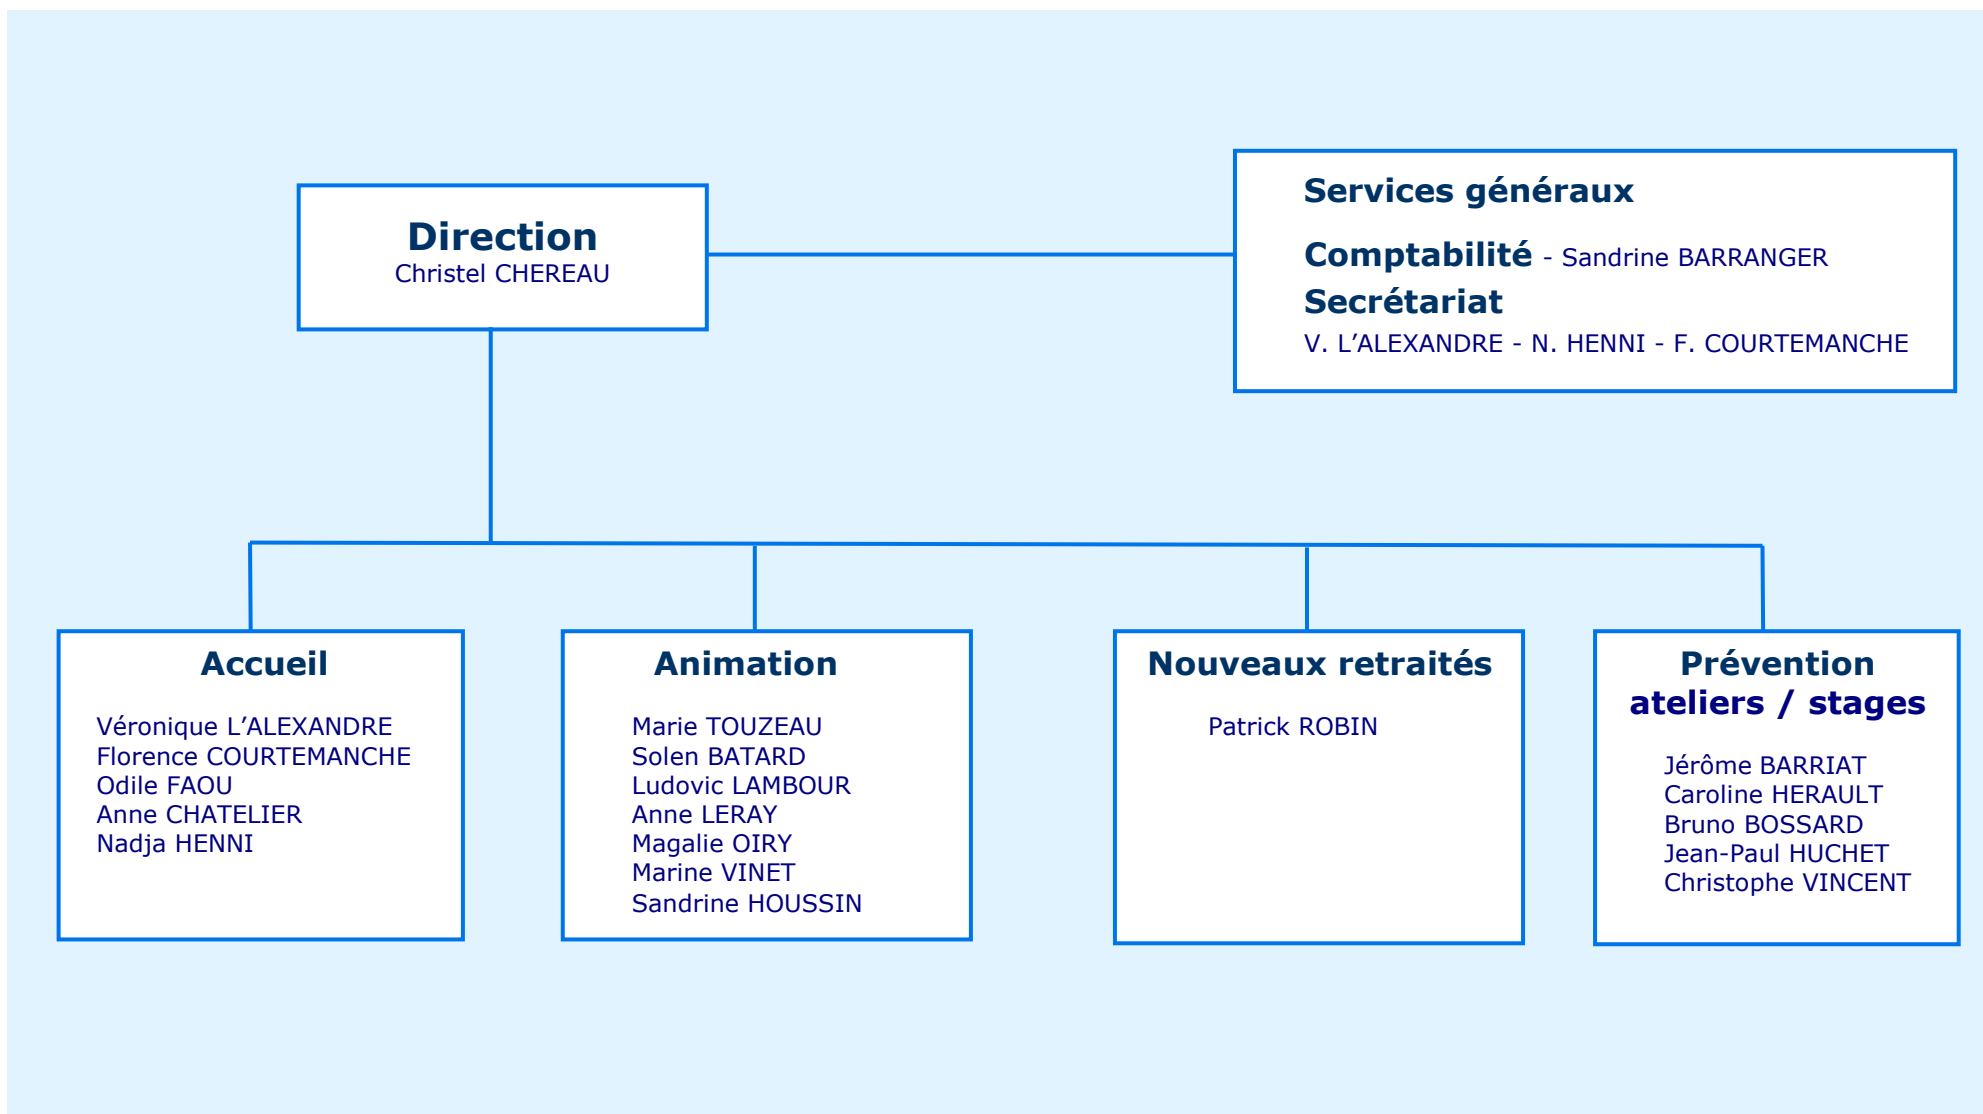 Direction
Christel CHEREAU
Services généraux
Comptabilité - Sandrine BARRANGER
Secrétariat
V. L’ALEXANDRE - N. HENNI - F. COURTEMANCHE
Accueil
Véronique L’ALEXANDRE
Florence COURTEMANCHE
Odile FAOU
Anne CHATELIER
Nadja HENNI
Animation
Marie TOUZEAU
Solen BATARD
Ludovic LAMBOUR
Anne LERAY
Magalie OIRY
Marine VINET
Sandrine HOUSSIN
Nouveaux retraités
Patrick ROBIN
Prévention
ateliers / stages
Jérôme BARRIAT
Caroline HERAULT
Bruno BOSSARD
Jean-Paul HUCHET
Christophe VINCENT